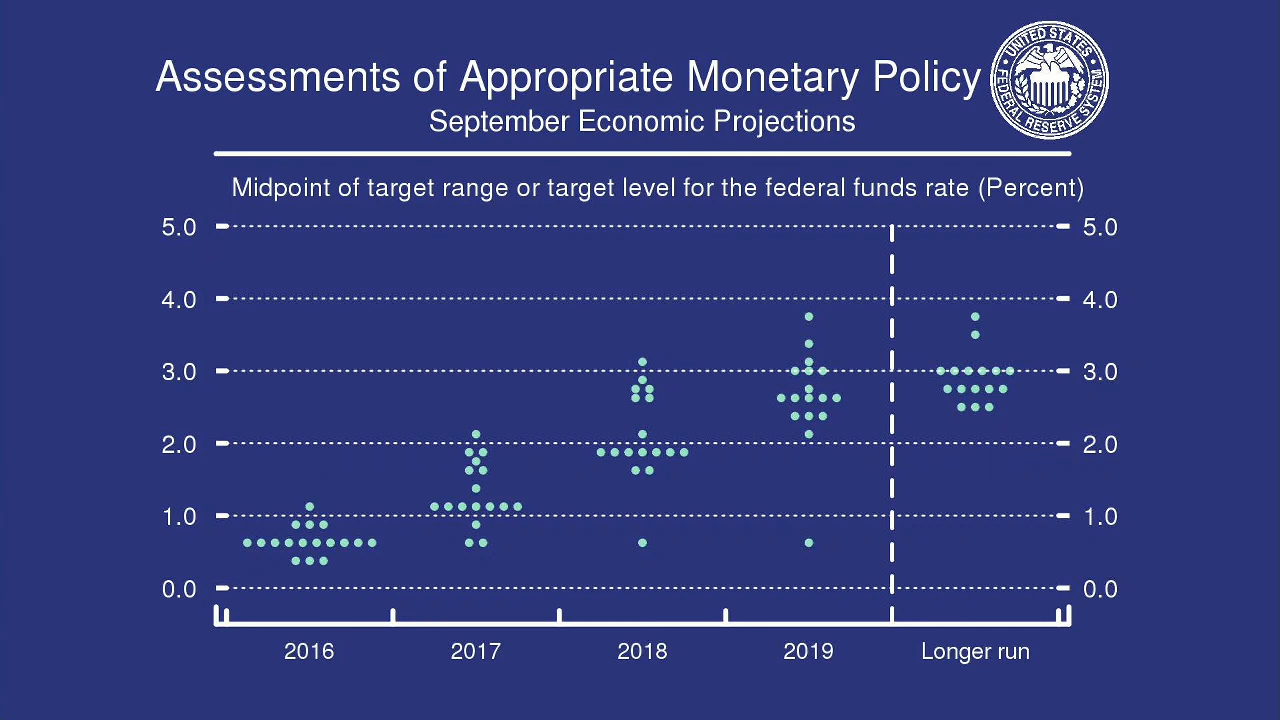 Assessments of Appropriate Monetary Policy
UNITED STATES
FEDERAL RESERVE SYSTEM
September Economic Projections
Midpoint of target range or target level for the federal funds rate (Percent)
5.0 5.0
4.0 4.0
3.0 3.0
2.0 2.0
1.0 1.0
0.0 0.0
2016 2017 2018 2019 Longer run